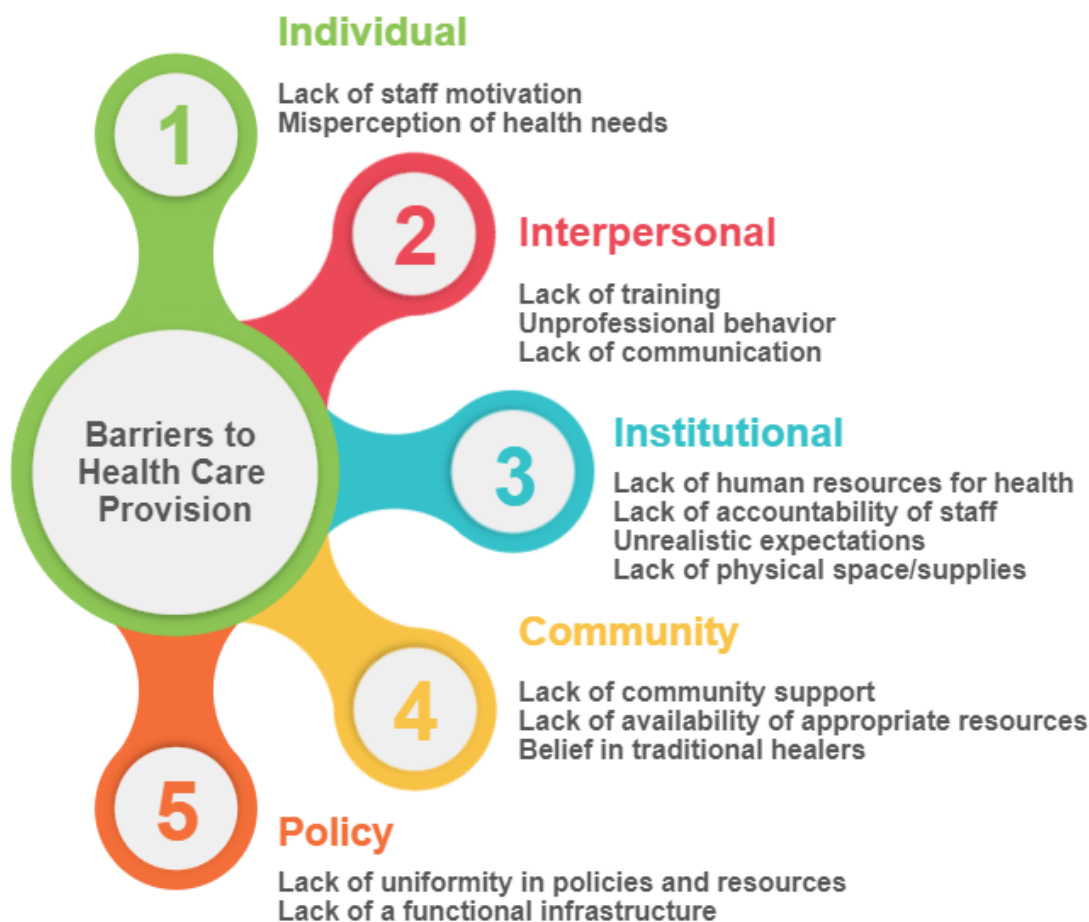 Individual
Lack of staff motivation
Misperception of health needs
1
2
Interpersonal
Lack of training
Unprofessional behavior
Lack of communication
Barriers to
Health Care
Provision
3
Institutional
Lack of human resources for health
Lack of accountability of staff
Unrealistic expectations
Lack of physical space/supplies
4
Community
Lack of community support
Lack of availability of appropriate resources
Belief in traditional healers
5
Policy
Lack of uniformity in policies and resources
Lack of a functional infrastructure